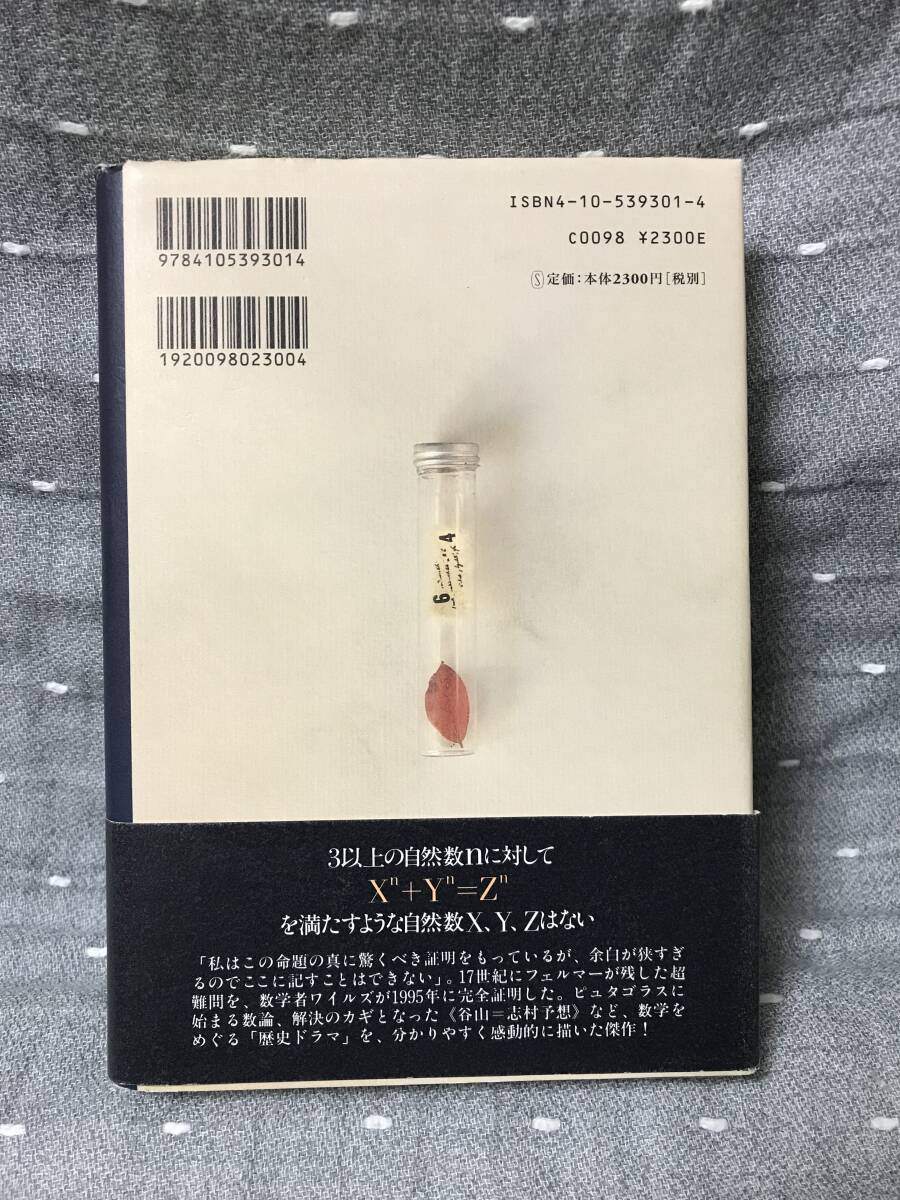 ISBN4-10-539301-4
C0098 ¥2300E
Ⓢ定価:本体2300円[税別]
9784105393014
1920098023004
4
6
3以上の自然数nに対して
Xⁿ+Yⁿ=Zⁿ
を満たすような自然数X、Y、Zはない
「私はこの命題の真に驚くべき証明をもっているが、余白が狭すぎ
るのでここに記すことはできない」。17世紀にフェルマーが残した超
難問を、数学者ワイルズが1995年に完全証明した。ピュタゴラスに
始まる数論、解決のカギとなった《谷山=志村予想》など、数学を
めぐる「歴史ドラマ」を、分かりやすく感動的に描いた傑作!